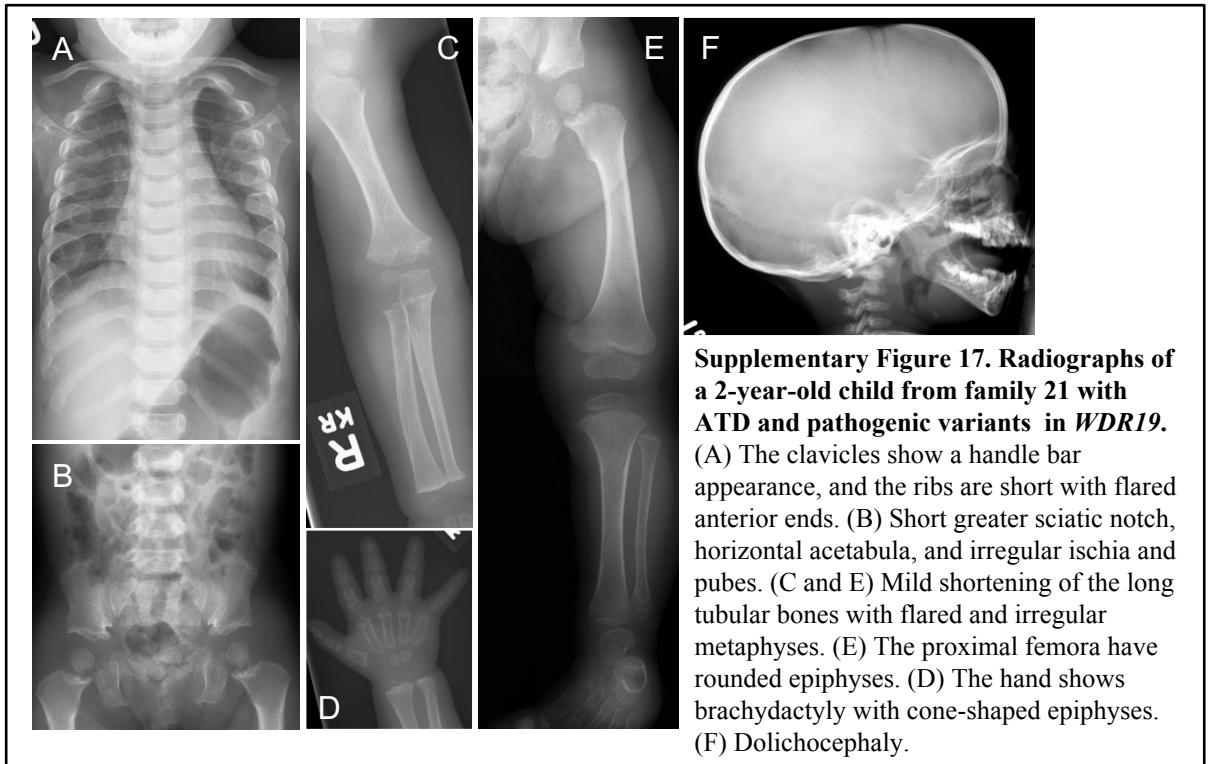 A
C
E
F
B
R
KR
D
Supplementary Figure 17. Radiographs of
a 2-year-old child from family 21 with
ATD and pathogenic variants in WDR19.
(A) The clavicles show a handle bar
appearance, and the ribs are short with flared
anterior ends. (B) Short greater sciatic notch,
horizontal acetabula, and irregular ischia and
pubes. (C and E) Mild shortening of the long
tubular bones with flared and irregular
metaphyses. (E) The proximal femora have
rounded epiphyses. (D) The hand shows
brachydactyly with cone-shaped epiphyses.
(F) Dolichocephaly.